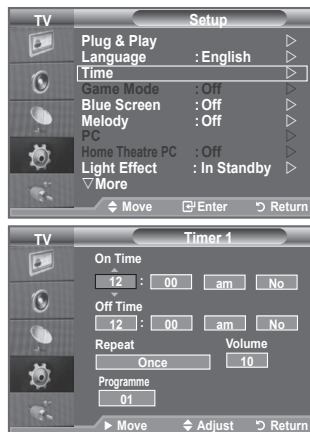 TV Setup
Plug & Play
Language : English
Time
Game Mode : Off
Blue Screen : Off
Melody : Off
PC
Home Theatre PC : Off
Light Effect : In Standby
▽More
Move Enter Return
TV Timer 1
On Time
12 : 00 am No
Off Time
12 : 00 am No
Repeat Volume
Once 10
Programme
01
Move Adjust Return